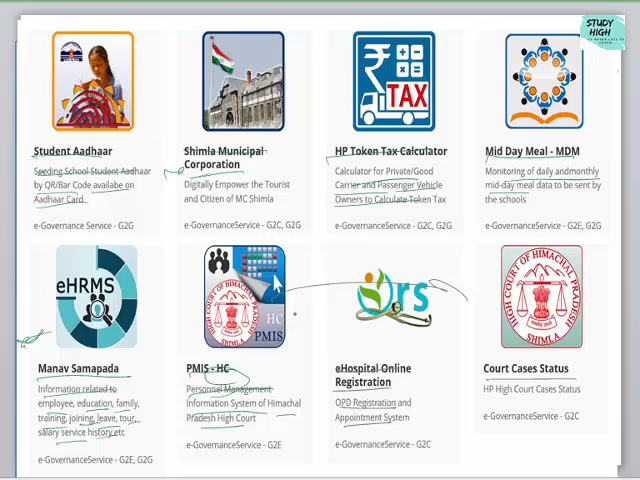 STUDY
HIGH
TAX
Student Aadhaar
Seeding School Student Aadhaar
by QR/Bar Code availabe on
Aadhaar Card.
e-Governance Service - G2G
Shimla Municipal
Corporation
Digitally Empower the Tourist
and Citizen of MC Shimla
e-GovernanceService - G2C, G2G
HP Token Tax Calculator
Calculator for Private/Good
Carrier and Passenger Vehicle
Owners to Calculate Token Tax
e-GovernanceService - G2C, G2G
Mid Day Meal - MDM
Monitoring of daily andmonthly
mid-day meal data to be sent by
the schools
e-GovernanceService - G2E, G2G
eHRMS
HIGH COURT OF HIMACHAL PRADESH
HC
PMIS
ors
HIGH COURT OF HIMACHAL PRADESH
SHIMLA
Manav Samapada
Information related to
employee, education, family,
training, joining, leave, tour,
salary service history etc
e-GovernanceService - G2E, G2G
PMIS - HC
Personnel Management
Information System of Himachal
Pradesh High Court
e-GovernanceService - G2E
eHospital Online
Registration
OPD Registration and
Appointment System
e-GovernanceService - G2C
Court Cases Status
HP High Court Cases Status
e-GovernanceService - G2C